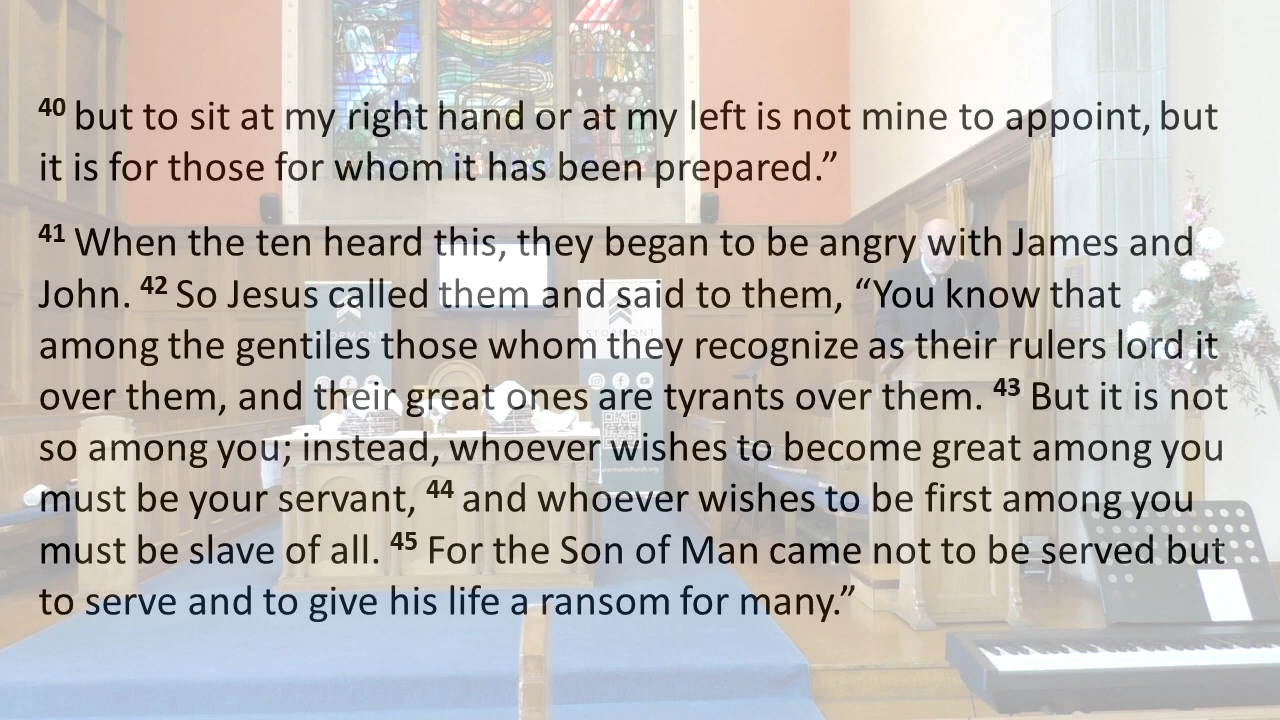 40 but to sit at my right hand or at my left is not mine to appoint, but
it is for those for whom it has been prepared.”
41 When the ten heard this, they began to be angry with James and
John. 42 So Jesus called them and said to them, “You know that
among the gentiles those whom they recognize as their rulers lord it
over them, and their great ones are tyrants over them. 43 But it is not
so among you; instead, whoever wishes to become great among you
must be your servant, 44 and whoever wishes to be first among you
must be slave of all. 45 For the Son of Man came not to be served but
to serve and to give his life a ransom for many.”
STORMONT
STORMONT